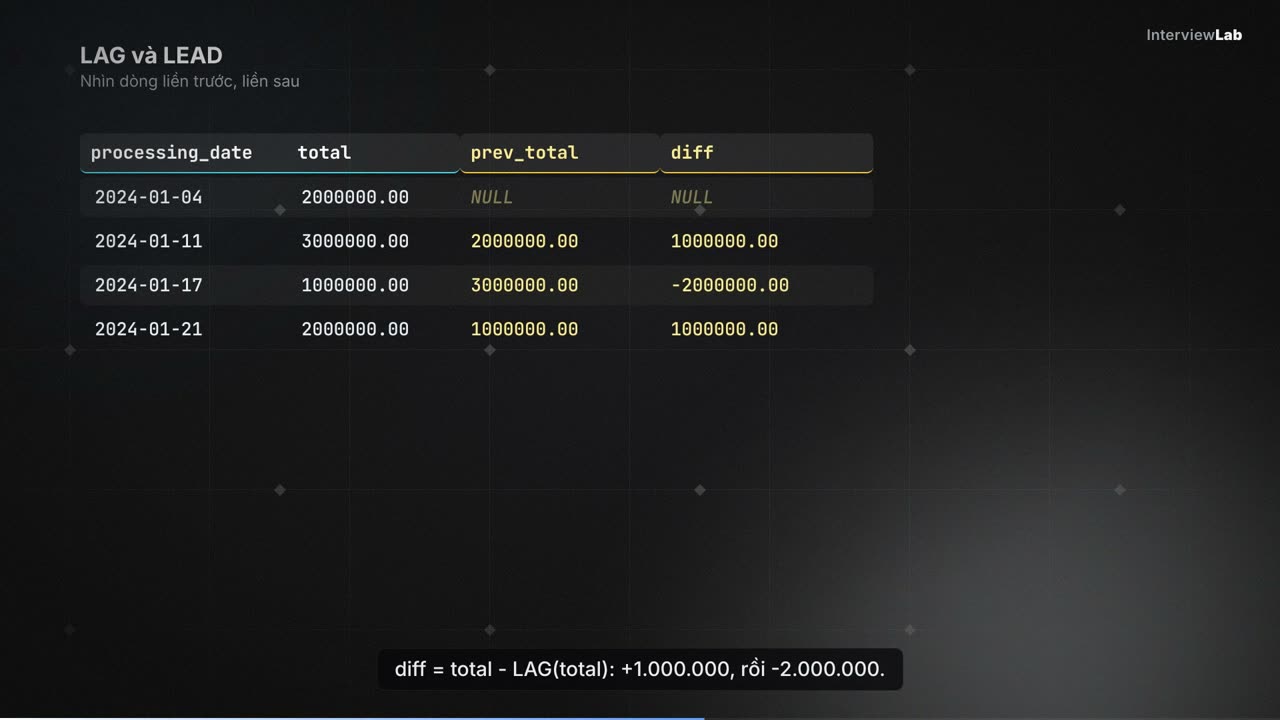 InterviewLab
LAG và LEAD
Nhìn dòng liền trước, liền sau
processing_date total prev_total diff
2024-01-04 2000000.00 NULL NULL
2024-01-11 3000000.00 2000000.00 1000000.00
2024-01-17 1000000.00 3000000.00 -2000000.00
2024-01-21 2000000.00 1000000.00 1000000.00
diff = total - LAG(total): +1.000.000, rồi -2.000.000.